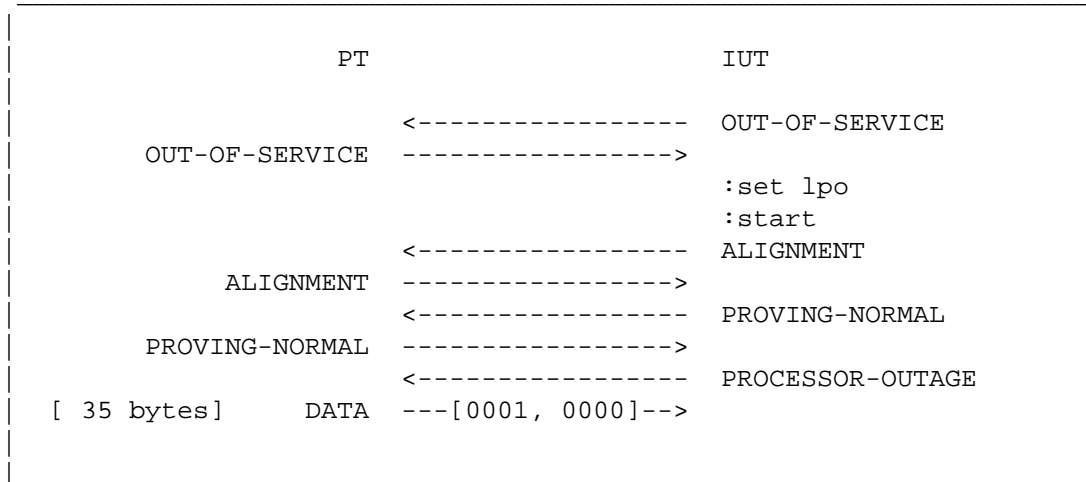 PT IUT
<----------------- OUT-OF-SERVICE
OUT-OF-SERVICE ----------------->
:set lpo
:start
<----------------- ALIGNMENT
ALIGNMENT ----------------->
<----------------- PROVING-NORMAL
PROVING-NORMAL ----------------->
<----------------- PROCESSOR-OUTAGE
[ 35 bytes] DATA ---[0001, 0000]-->